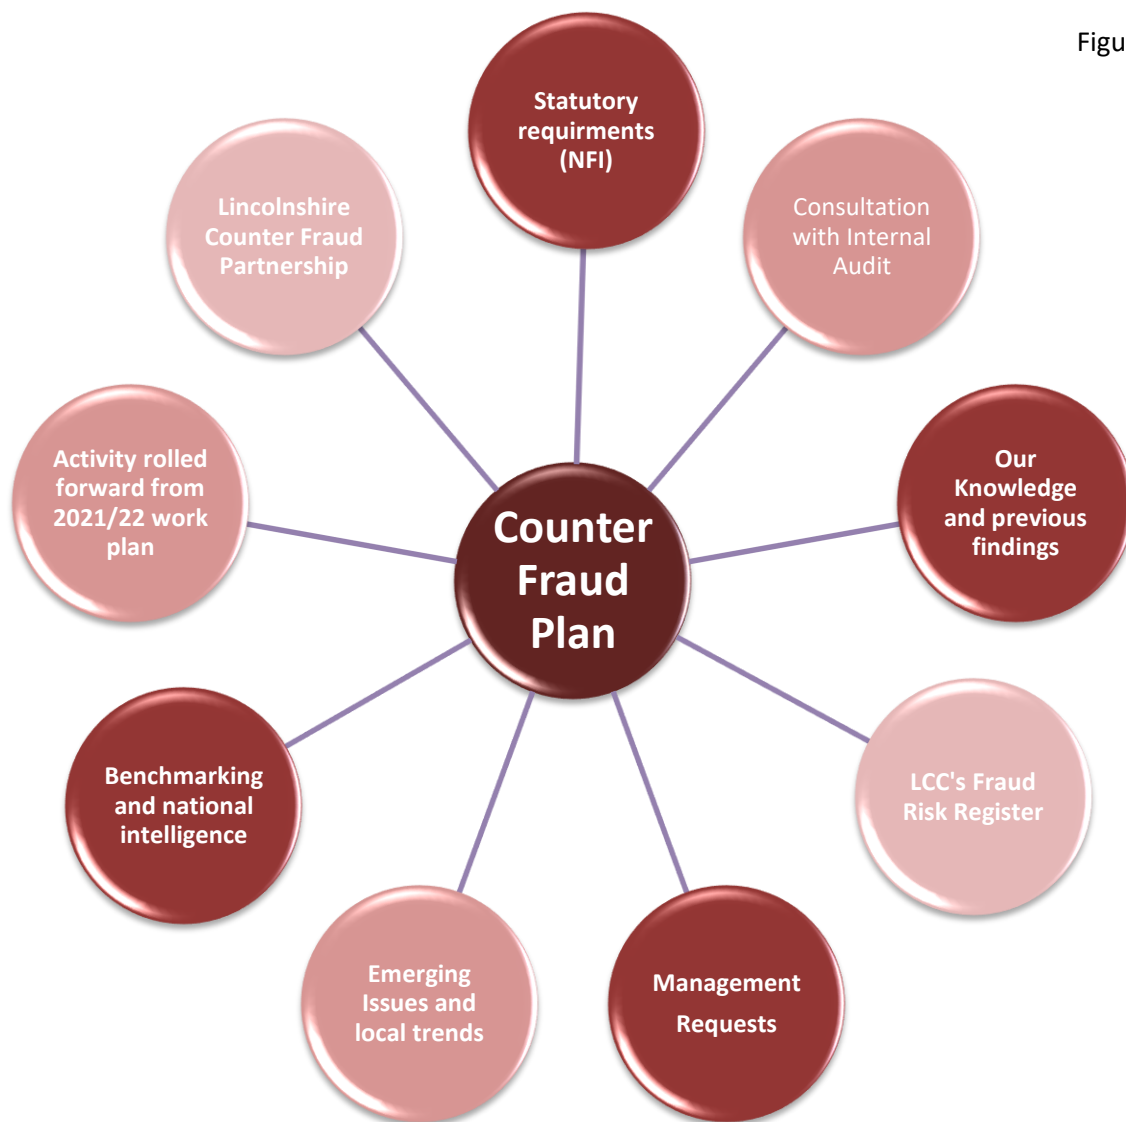 Figu
Statutory
requirments
(NFI)
Consultation
with Internal
Audit
Our
Knowledge
and previous
findings
LCC's Fraud
Risk Register
Management
Requests
Emerging
Issues and
local trends
Benchmarking
and national
intelligence
Activity rolled
forward from
2021/22 work
plan
Lincolnshire
Counter Fraud
Partnership
Counter
Fraud
Plan